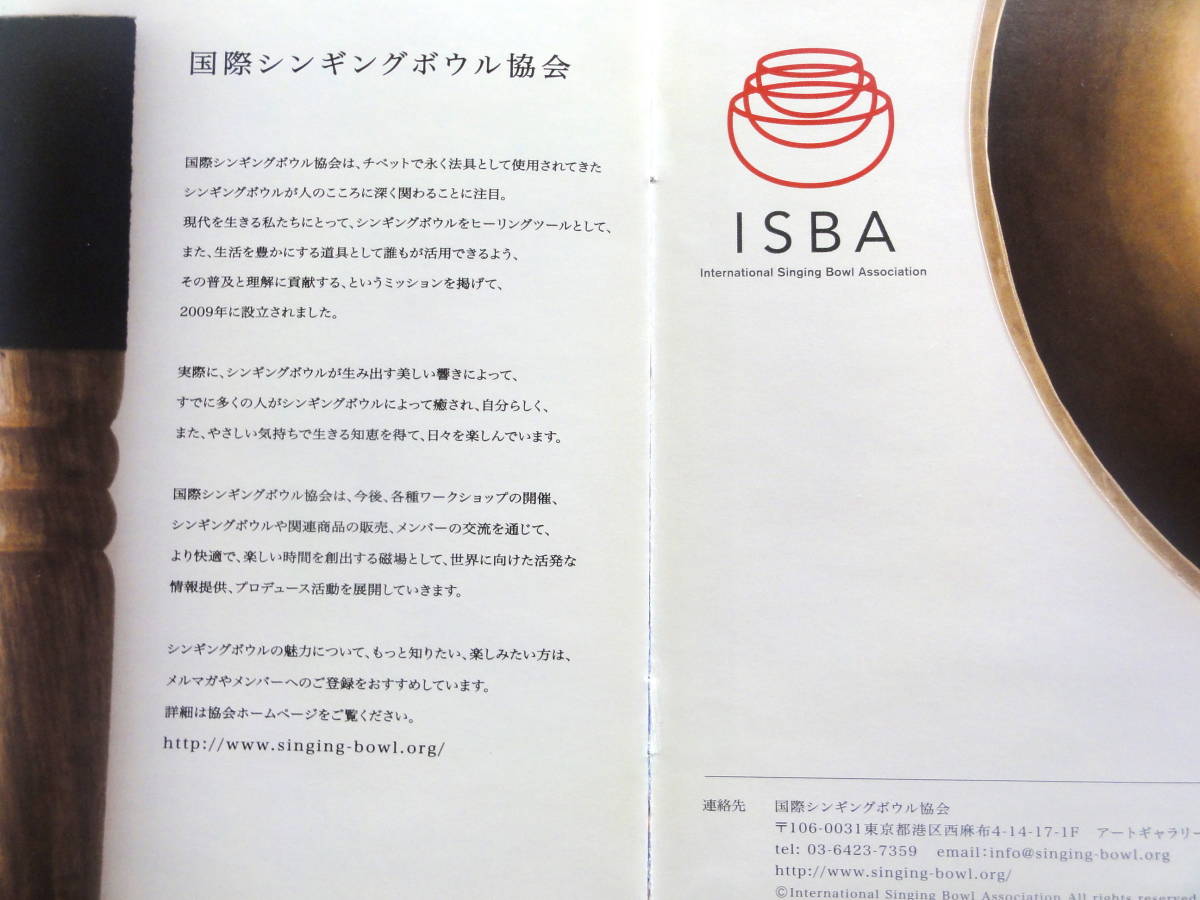 国際シンギングボウル協会
国際シンギングボウル協会は、チベットで永く法具として使用されてきた
シンギングボウルが人のこころに深く関わることに注目。
現代を生きる私たちにとって、シンギングボウルをヒーリングツールとして、
また、生活を豊かにする道具として誰もが活用できるよう、
その普及と理解に貢献する、というミッションを掲げて、
2009年に設立されました。
実際に、シンギングボウルが生み出す美しい響きによって、
すでに多くの人がシンギングボウルによって癒され、自分らしく、
また、やさしい気持ちで生きる知恵を得て、日々を楽しんでいます。
国際シンギングボウル協会は、今後、各種ワークショップの開催、
シンギングボウルや関連商品の販売、メンバーの交流を通じて、
より快適で、楽しい時間を創出する磁場として、世界に向けた活発な
情報提供、プロデュース活動を展開していきます。
シンギングボウルの魅力について、もっと知りたい、楽しみたい方は、
メルマガやメンバーへのご登録をおすすめしています。
詳細は協会ホームページをご覧ください。
http://www.singing-bowl.org/
ISBA
International Singing Bowl Association
連絡先 国際シンギングボウル協会
〒106-0031東京都港区西麻布4-14-17-1F アートギャラリー
tel: 03-6423-7359 email:info@singing-bowl.org
http://www.singing-bowl.org/
©International Singing Bowl Association All rights reserved